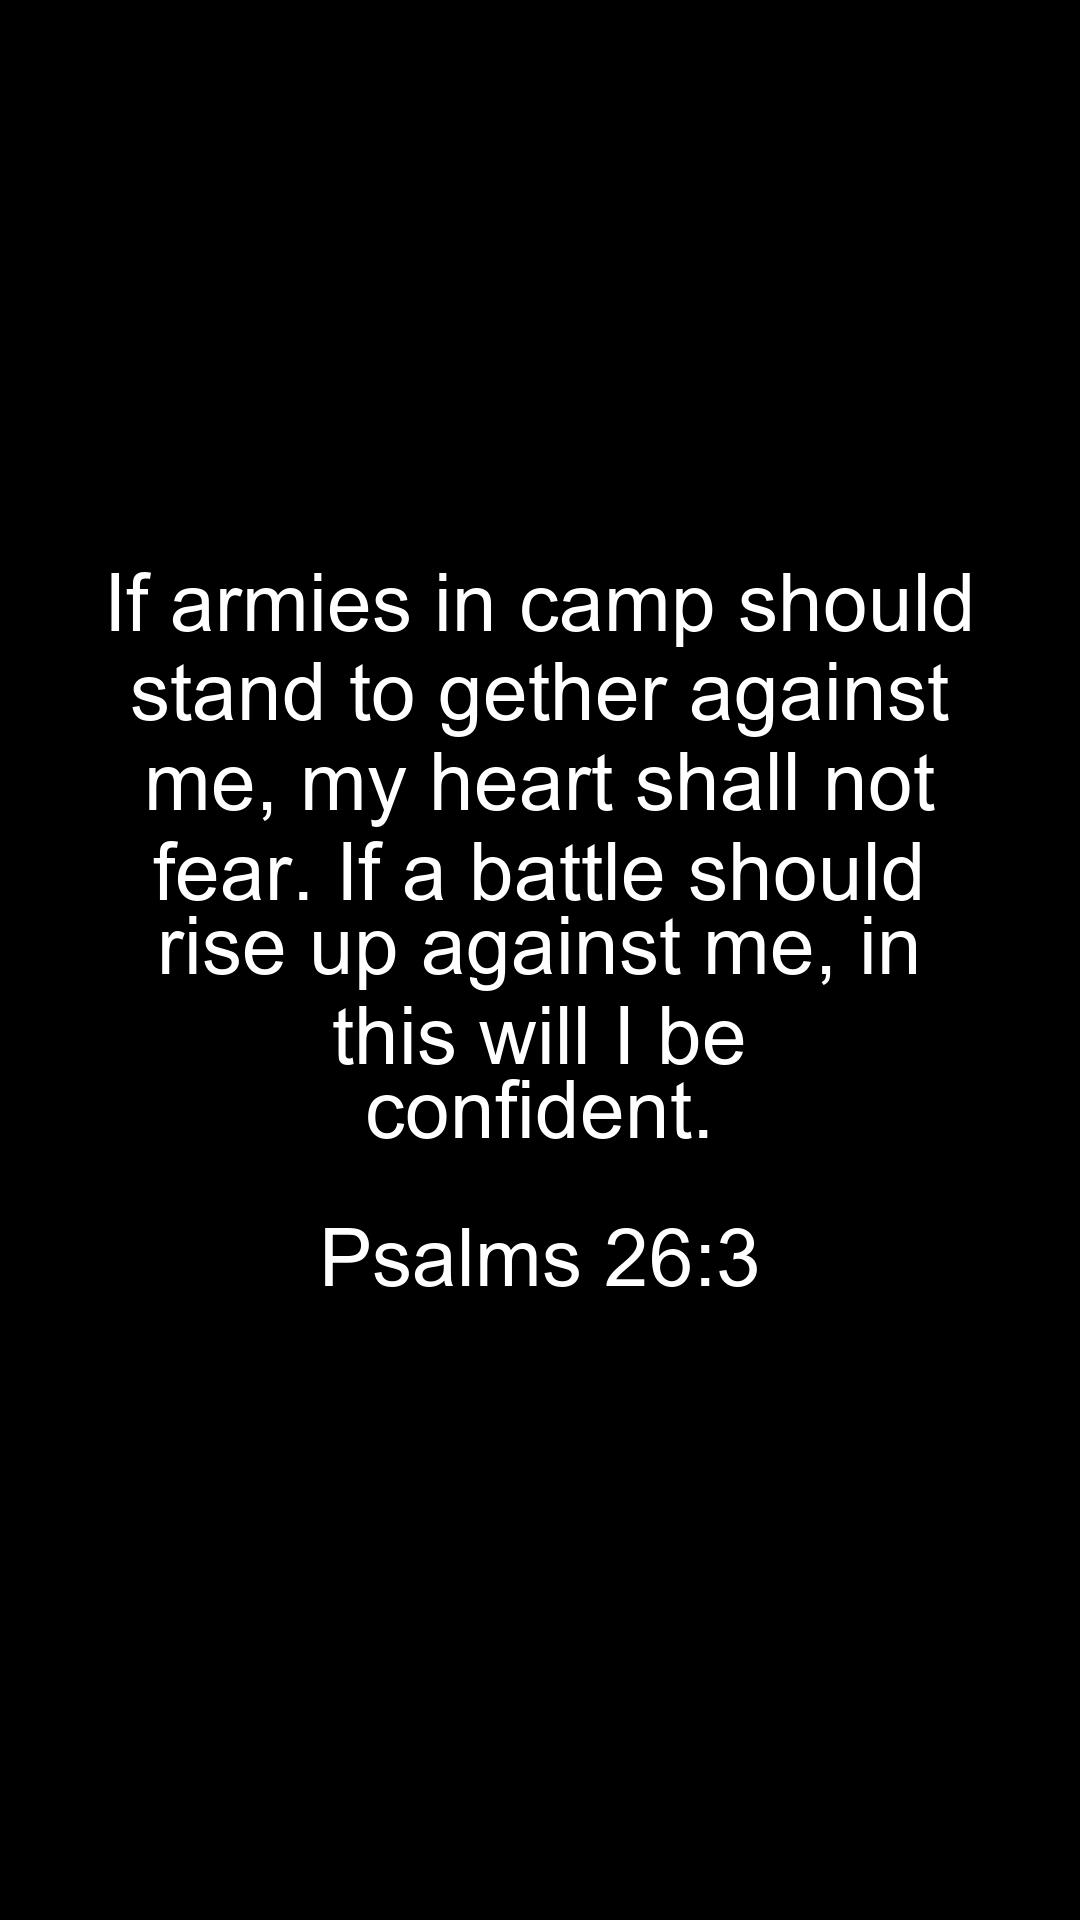 If armies in camp should
stand to gether against
me, my heart shall not
fear. If a battle should
rise up against me, in
this will I be
confident.
Psalms 26:3